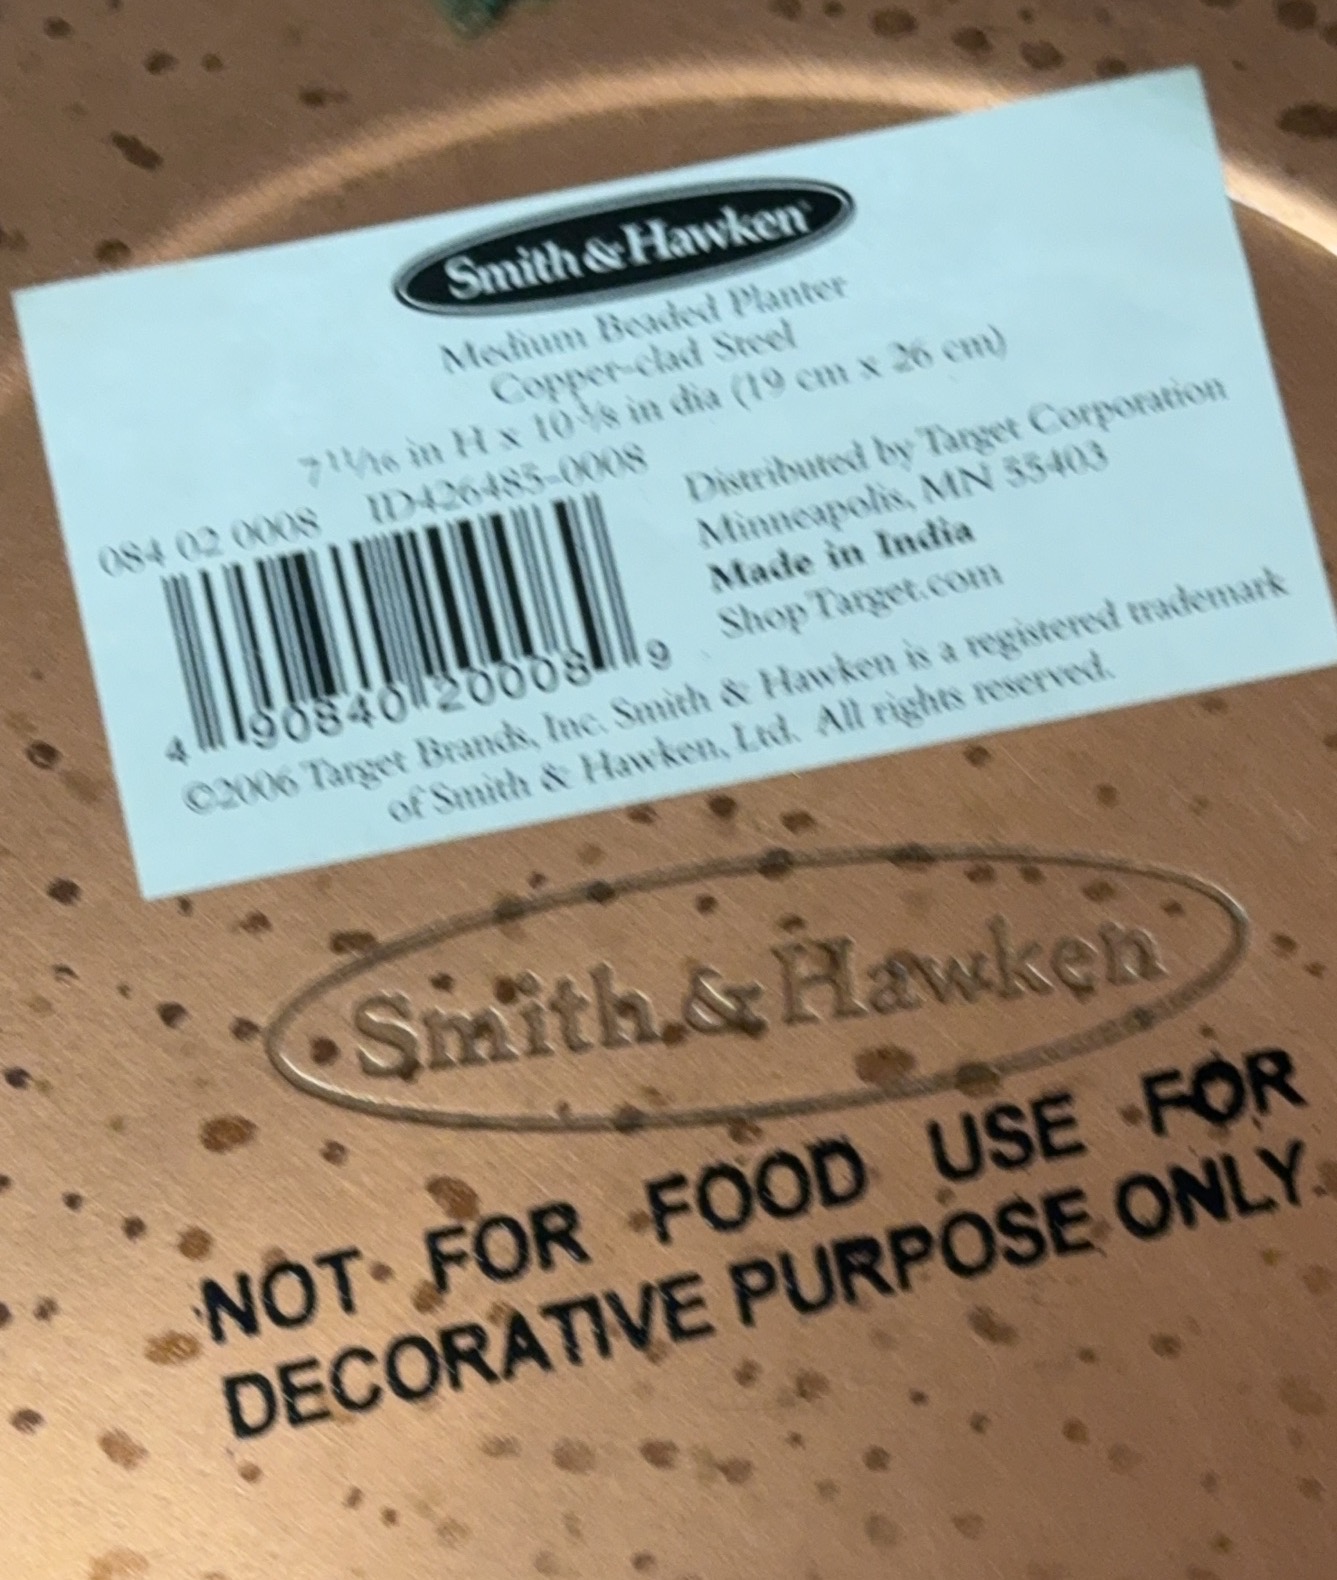 Smith & Hawken
Medium Beaded Planter
Copper-clad Steel
7 11/16 in H x 10 in dia (19 cm x 26 cm)
084 02 0008 ID426485-0008
4 90840 20008 9
Distributed by Target Corporation
Minneapolis, MN 55403
Made in India
ShopTarget.com
©2006 Target Brands, Inc. Smith & Hawken is a registered trademark
of Smith & Hawken, Ltd. All rights reserved.
Smith & Hawken
NOT FOR FOOD USE FOR
DECORATIVE PURPOSE ONLY.